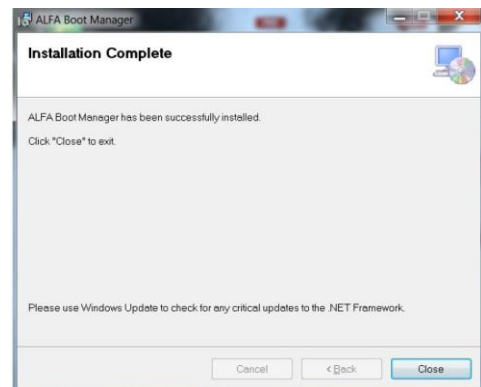 ALFA Boot Manager
Installation Complete
ALFA Boot Manager has been successfully installed.
Click "Close" to exit.
Please use Windows Update to check for any critical updates to the .NET Framework.
Cancel
< Back
Close